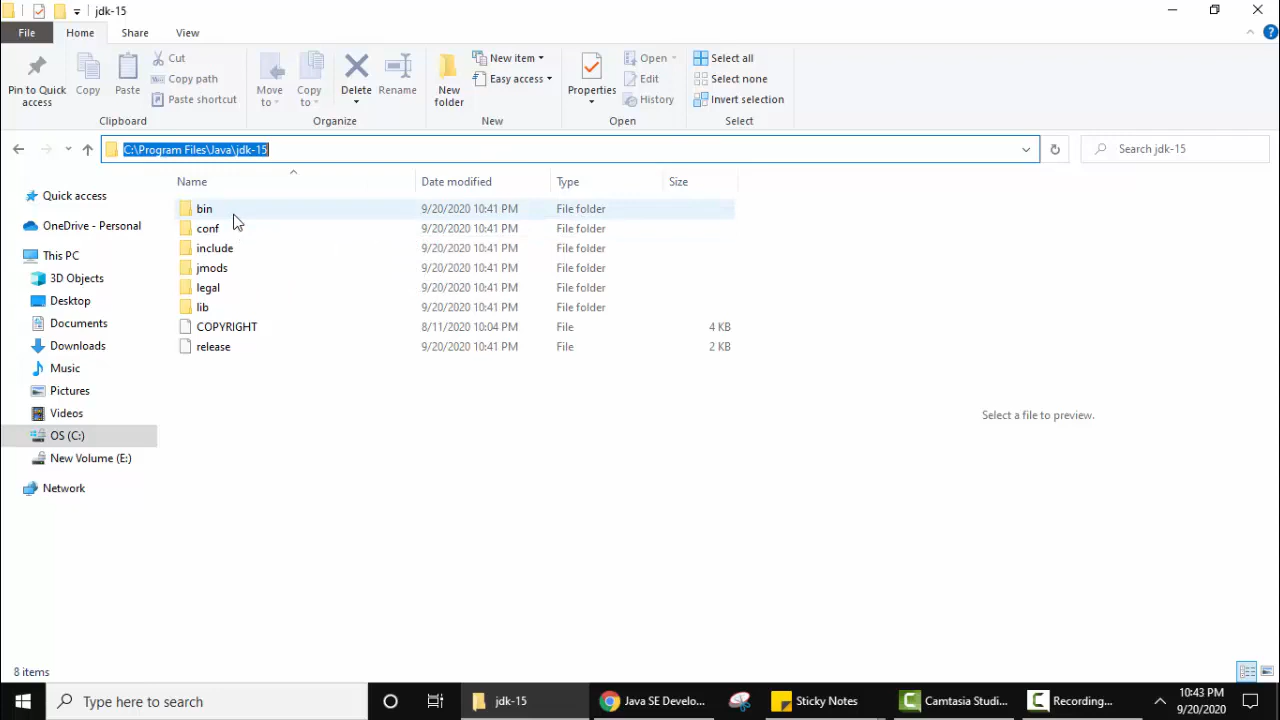 jdk-15
File Home Share View
Pin to Quick access
Copy
Paste
Cut
Copy path
Paste shortcut
Clipboard
Move to
Copy to
Delete
Rename
Organize
New folder
New item
Easy access
New
Properties
Open
Edit
History
Open
Select all
Select none
Invert selection
Select
C:\Program Files\Java\jdk-15
Search jdk-15
Name Date modified Type Size
bin 9/20/2020 10:41 PM File folder
conf 9/20/2020 10:41 PM File folder
include 9/20/2020 10:41 PM File folder
jmods 9/20/2020 10:41 PM File folder
legal 9/20/2020 10:41 PM File folder
lib 9/20/2020 10:41 PM File folder
COPYRIGHT 8/11/2020 10:04 PM File 4 KB
release 9/20/2020 10:41 PM File 2 KB
Quick access
OneDrive - Personal
This PC
3D Objects
Desktop
Documents
Downloads
Music
Pictures
Videos
OS (C:)
New Volume (E:)
Network
Select a file to preview.
8 items
Type here to search
jdk-15
Java SE Develo...
Sticky Notes
Camtasia Studi...
Recording...
10:43 PM
9/20/2020